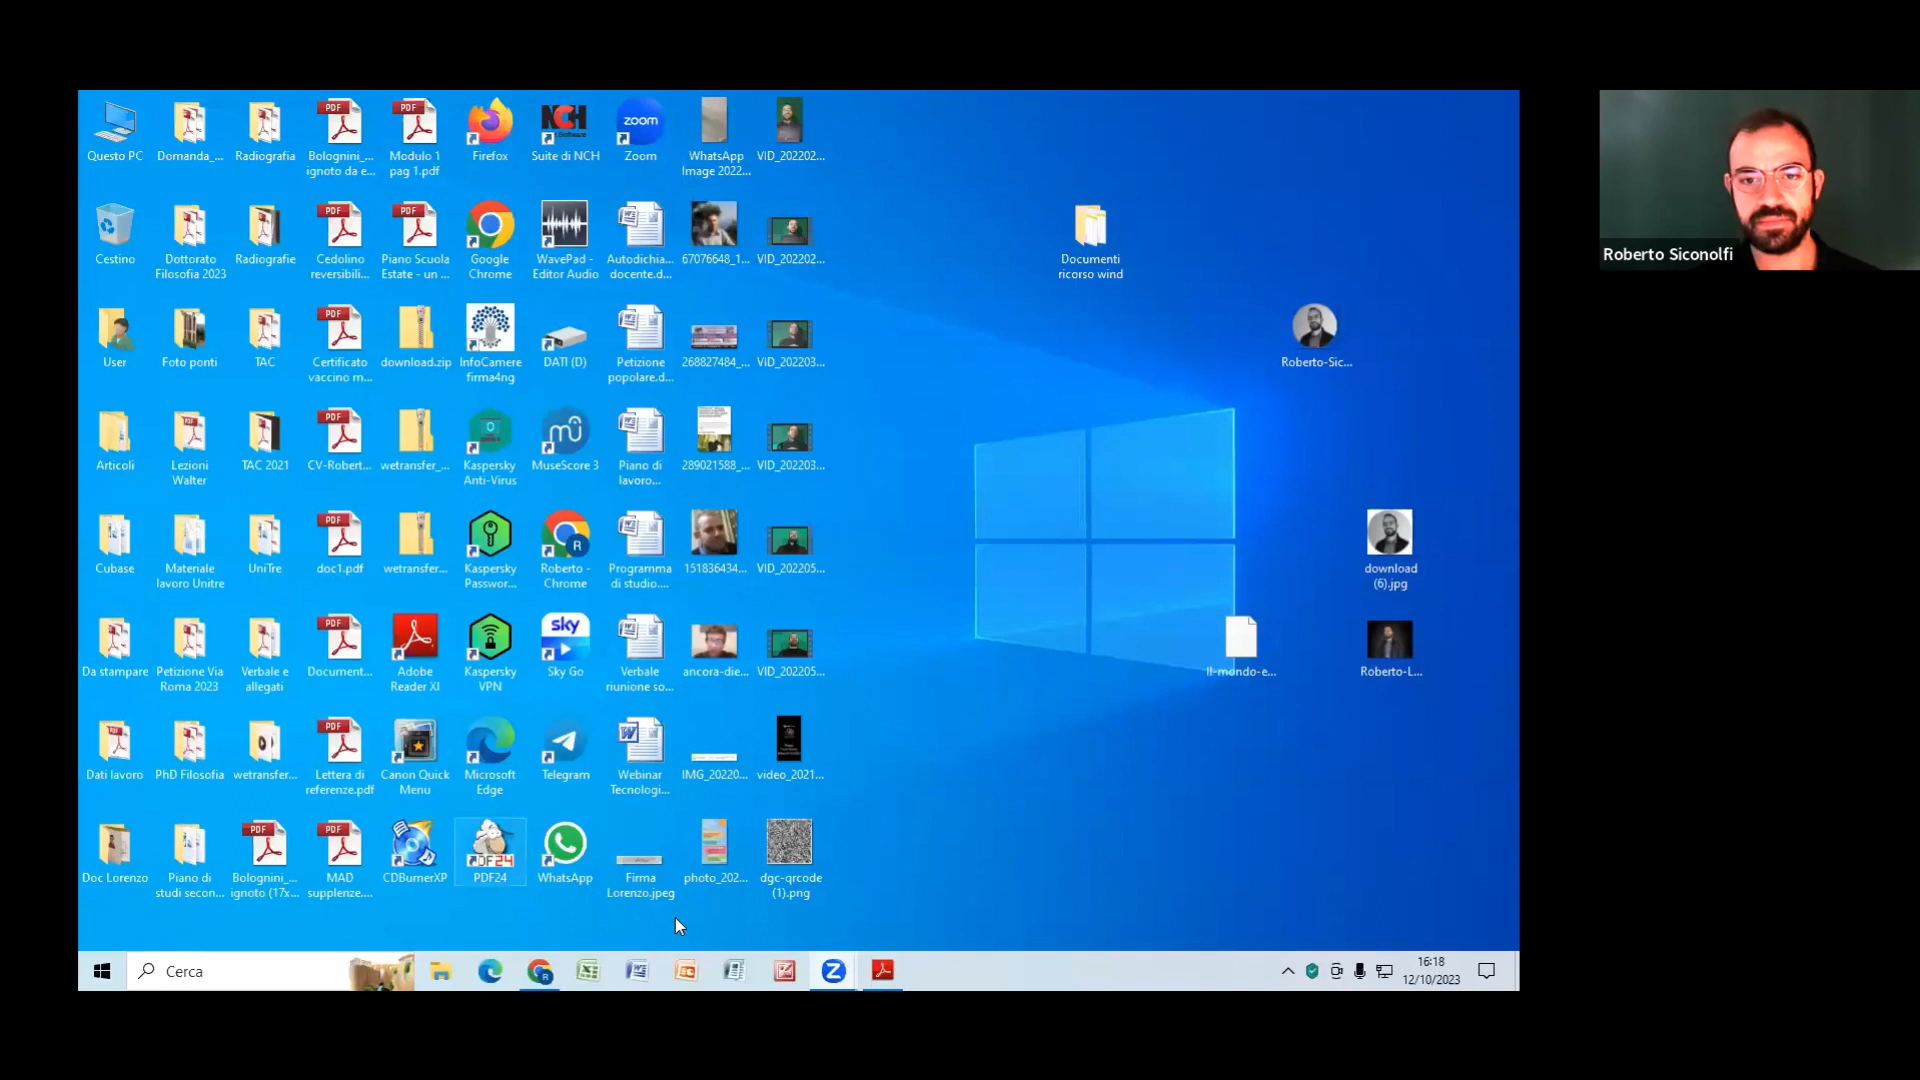 Questo PC
Domanda_...
Radiografia
Bolognini_...
ignoto da e...
Modulo 1
pag 1.pdf
Firefox
Suite di NCH
Zoom
WhatsApp
Image 2022...
VID_202202...
Cestino
Dottorato
Filosofia 2023
Radiografie
Cedolino
reversibili...
Piano Scuola
Estate - un ...
Google
Chrome
WavePad -
Editor Audio
Autodichia...
docente.d...
67076648_1...
VID_202202...
Documenti
ricorso wind
User
Foto ponti
TAC
Certificato
vaccino m...
download.zip
InfoCamere
firma4ng
DATI (D)
Petizione
popolare.d...
268827484_...
VID_202203...
Roberto-Sic...
Articoli
Lezioni
Walter
TAC 2021
CV-Robert...
wetransfer_...
Kaspersky
Anti-Virus
MuseScore 3
Piano di
lavoro...
289021588_...
VID_202203...
Cubase
Materiale
lavoro Unitre
UniTre
doc1.pdf
wetransfer...
Kaspersky
Passwor...
Roberto -
Chrome
Programma
di studio....
151836434...
VID_202205...
download
(6).jpg
Da stampare
Petizione Via
Roma 2023
Verbale e
allegati
Document...
Adobe
Reader XI
Kaspersky
VPN
Sky Go
Verbale
riunione so...
ancora-die...
VID_202205...
Il-mondo-e...
Roberto-L...
Dati lavoro
PhD Filosofia
wetransfer...
Lettera di
referenze.pdf
Canon Quick
Menu
Microsoft
Edge
Telegram
Webinar
Tecnologi...
IMG_20220...
video_2021...
Doc Lorenzo
Piano di
studi secon...
Bolognini_...
ignoto (17x...
MAD
supplenze....
CDBurnerXP
PDF24
WhatsApp
Firma
Lorenzo.jpeg
photo_202...
dgc-qrcode
(1).png
Cerca
16:18
12/10/2023
Roberto Siconolfi